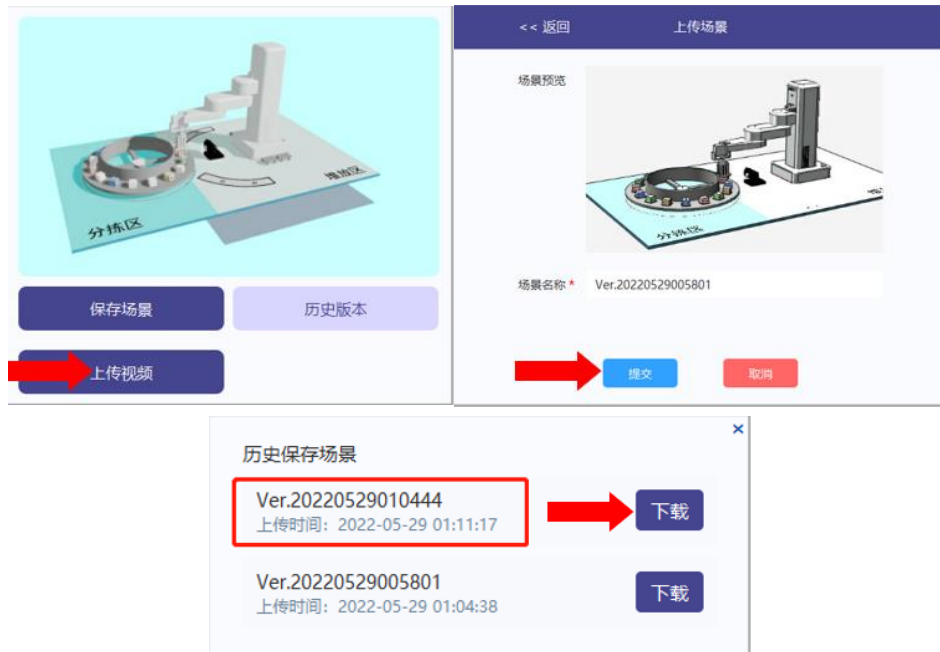 分拣区
堆放区
保存场景
历史版本
上传视频
<< 返回
上传场景
场景预览
分拣区
场景名称 *
Ver.20220529005801
提交
取消
×
历史保存场景
Ver.20220529010444
上传时间：2022-05-29 01:11:17
下载
Ver.20220529005801
上传时间：2022-05-29 01:04:38
下载